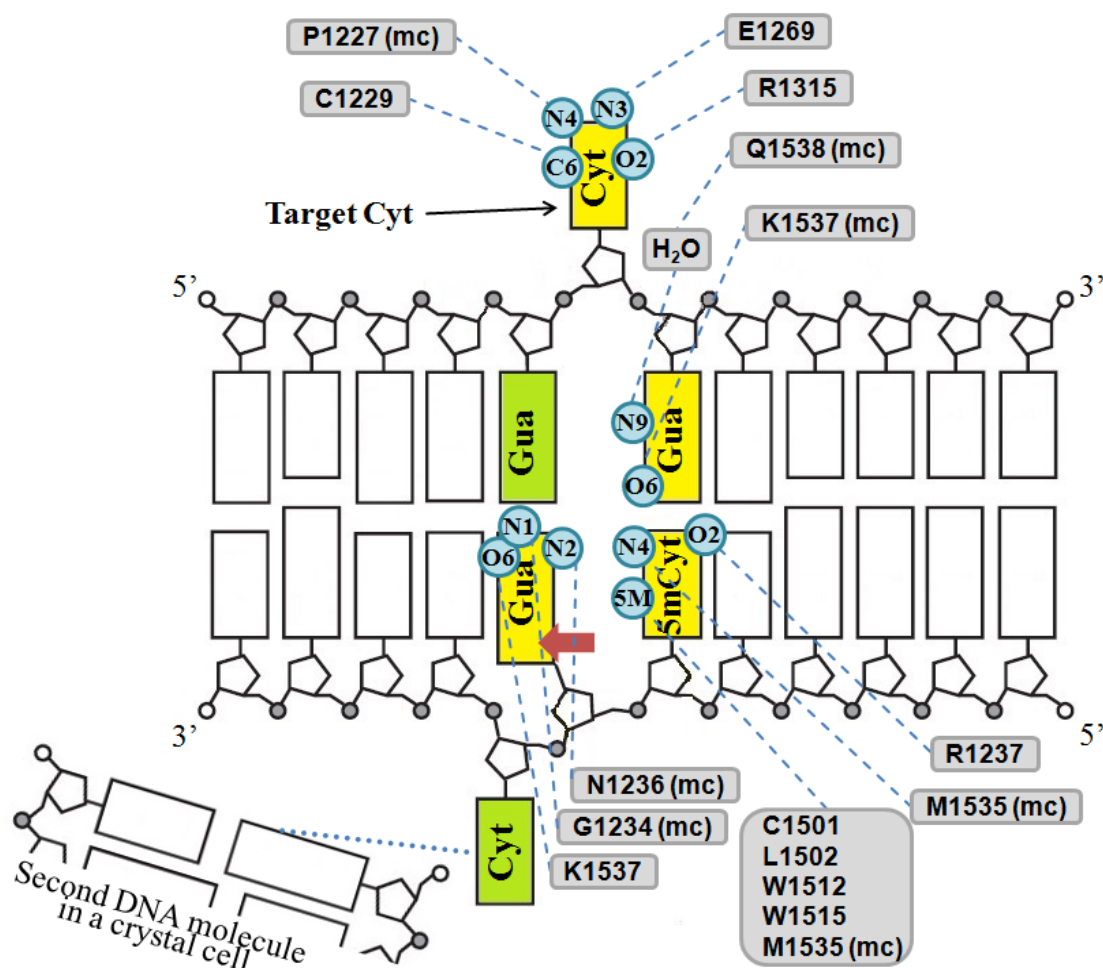 P1227 (mc)
E1269
C1229
R1315
N4
N3
C6
O2
Cyt
Q1538 (mc)
Target Cyt
K1537 (mc)
H₂O
5’
3’
Gua
N9
Gua
O6
N1
O6
N2
Gua
N4
O2
5M
5mCyt
3’
5’
R1237
N1236 (mc)
M1535 (mc)
G1234 (mc)
K1537
Cyt
C1501
L1502
W1512
W1515
M1535 (mc)
Second DNA molecule
in a crystal cell